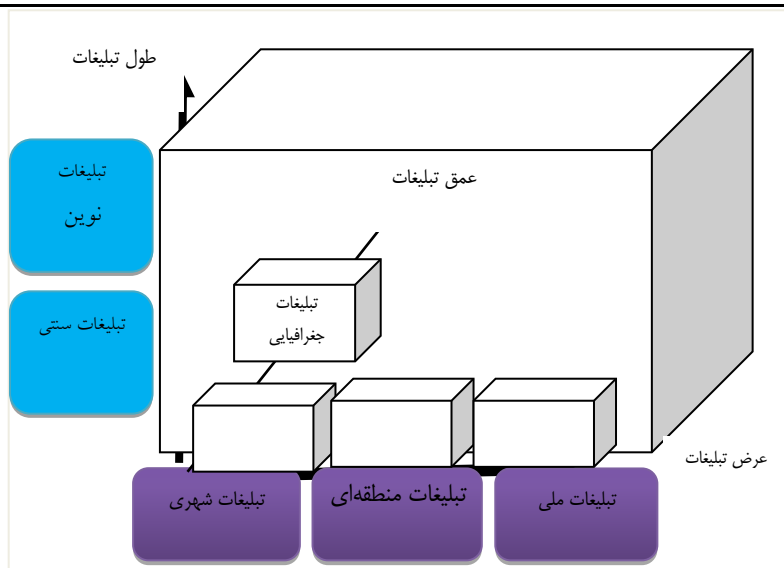 طول تبلیغات
تبلیغات
نوین
عمق تبلیغات
تبلیغات
جغرافیایی
تبلیغات سنتی
عرض تبلیغات
تبلیغات شهری
تبلیغات منطقه‌ای
تبلیغات ملی